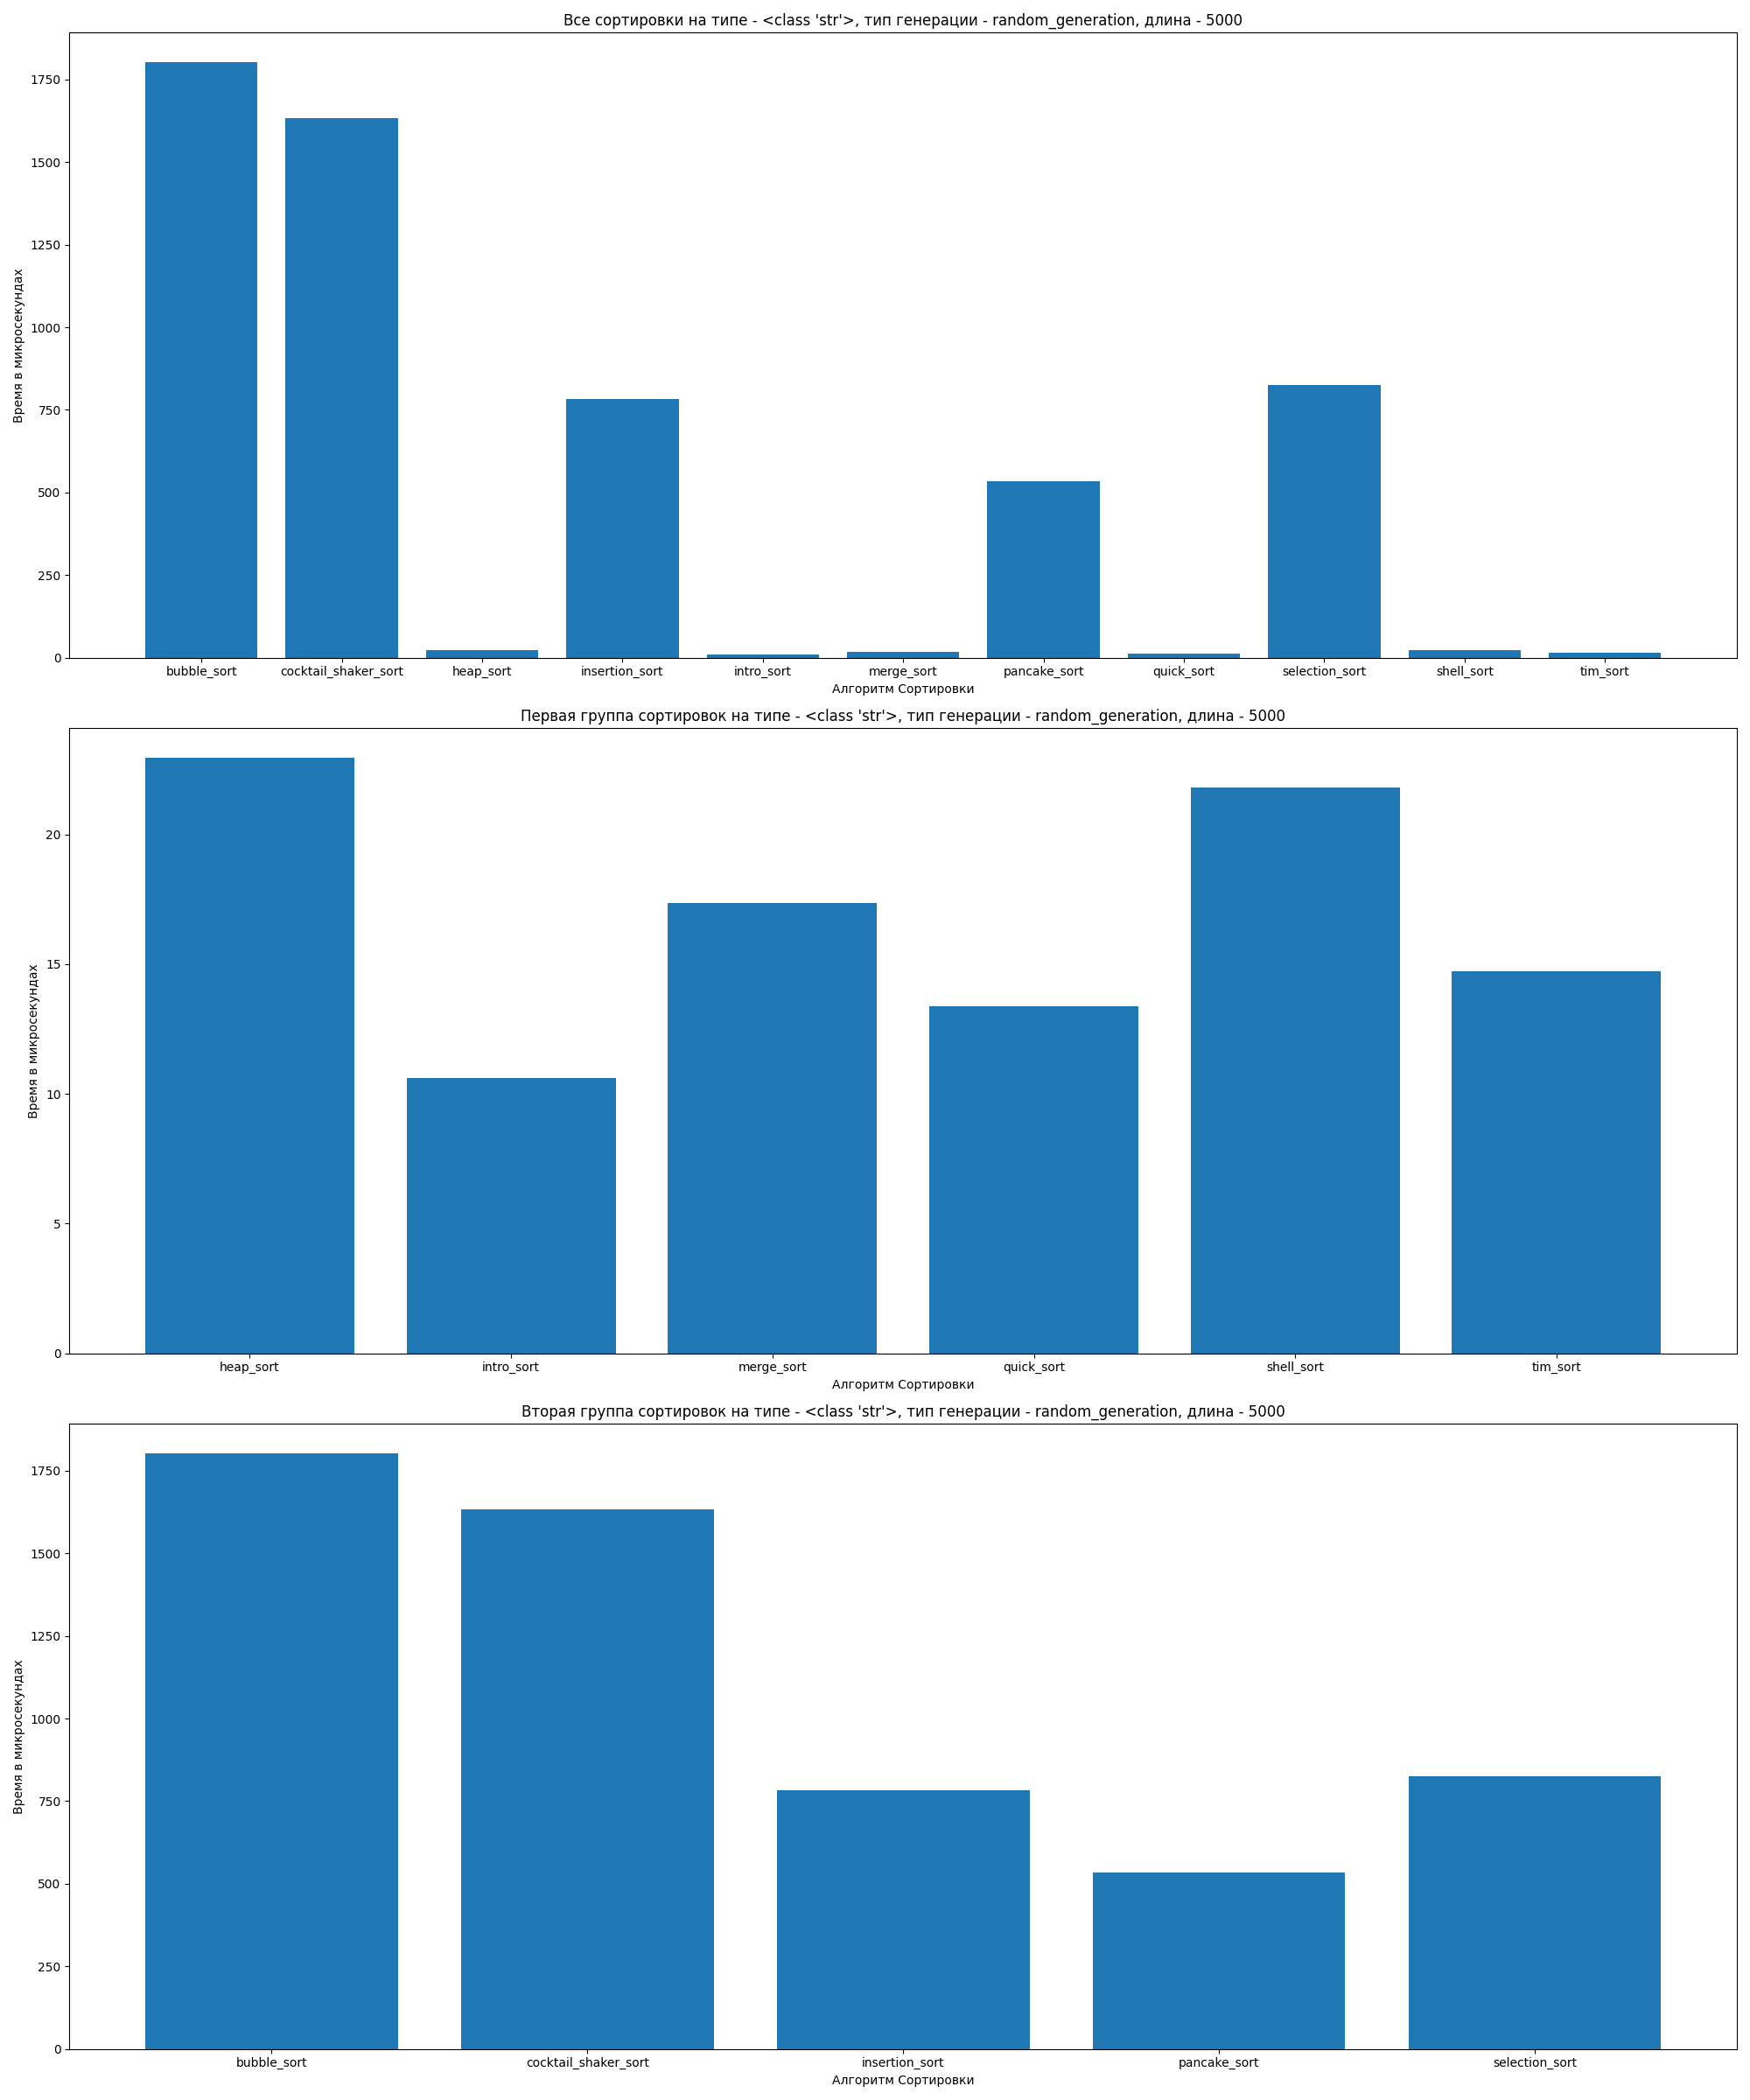 Все сортировки на типе - <class 'str'>, тип генерации - random_generation, длина - 5000
1750
1500
1250
1000
750
500
250
0
Время в микросекундах
bubble_sort cocktail_shaker_sort heap_sort insertion_sort intro_sort merge_sort pancake_sort quick_sort selection_sort shell_sort tim_sort
Алгоритм Сортировки
Первая группа сортировок на типе - <class 'str'>, тип генерации - random_generation, длина - 5000
20
15
10
5
0
Время в микросекундах
heap_sort intro_sort merge_sort quick_sort shell_sort tim_sort
Алгоритм Сортировки
Вторая группа сортировок на типе - <class 'str'>, тип генерации - random_generation, длина - 5000
1750
1500
1250
1000
750
500
250
0
Время в микросекундах
bubble_sort cocktail_shaker_sort insertion_sort pancake_sort selection_sort
Алгоритм Сортировки